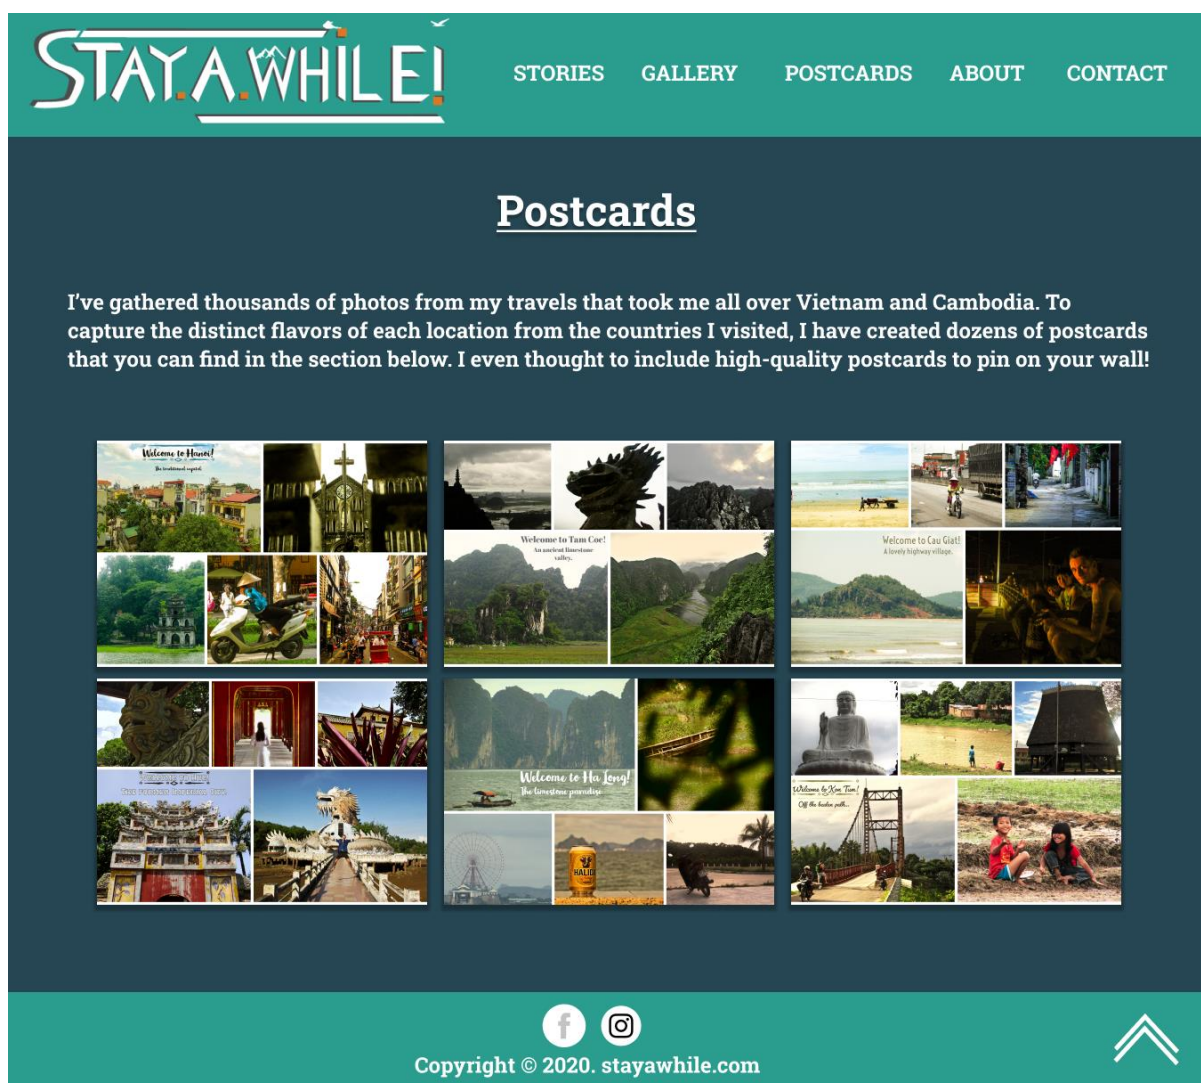 STAY.A.WHILE!
STORIES GALLERY POSTCARDS ABOUT CONTACT
Postcards
I’ve gathered thousands of photos from my travels that took me all over Vietnam and Cambodia. To
capture the distinct flavors of each location from the countries I visited, I have created dozens of postcards
that you can find in the section below. I even thought to include high-quality postcards to pin on your wall!
Welcome to Hanoi!
The traditional capital
Welcome to Tam Coc!
An ancient limestone
valley.
Welcome to Cau Giat!
A lovely highway village.
Welcome to Ha Long!
The limestone paradise
HALIDA
Welcome to Kon Tum!
Off the beaten path...
Copyright © 2020. stayawhile.com